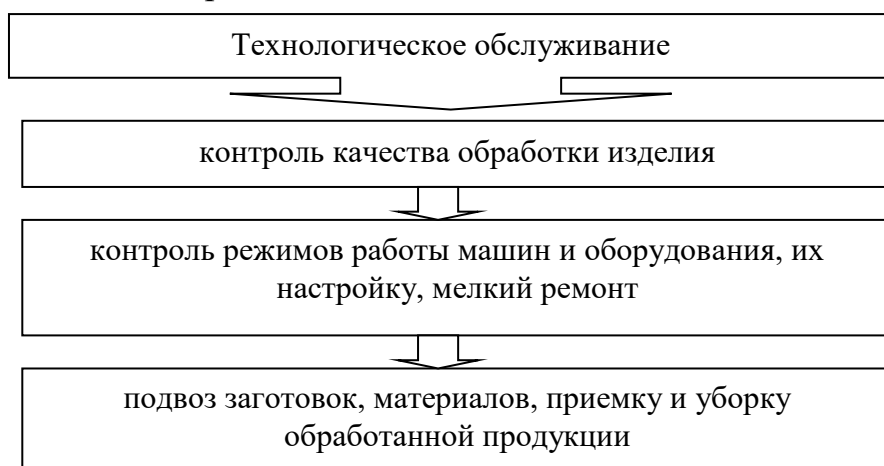 Технологическое обслуживание
контроль качества обработки изделия
контроль режимов работы машин и оборудования, их
настройку, мелкий ремонт
подвоз заготовок, материалов, приемку и уборку
обработанной продукции